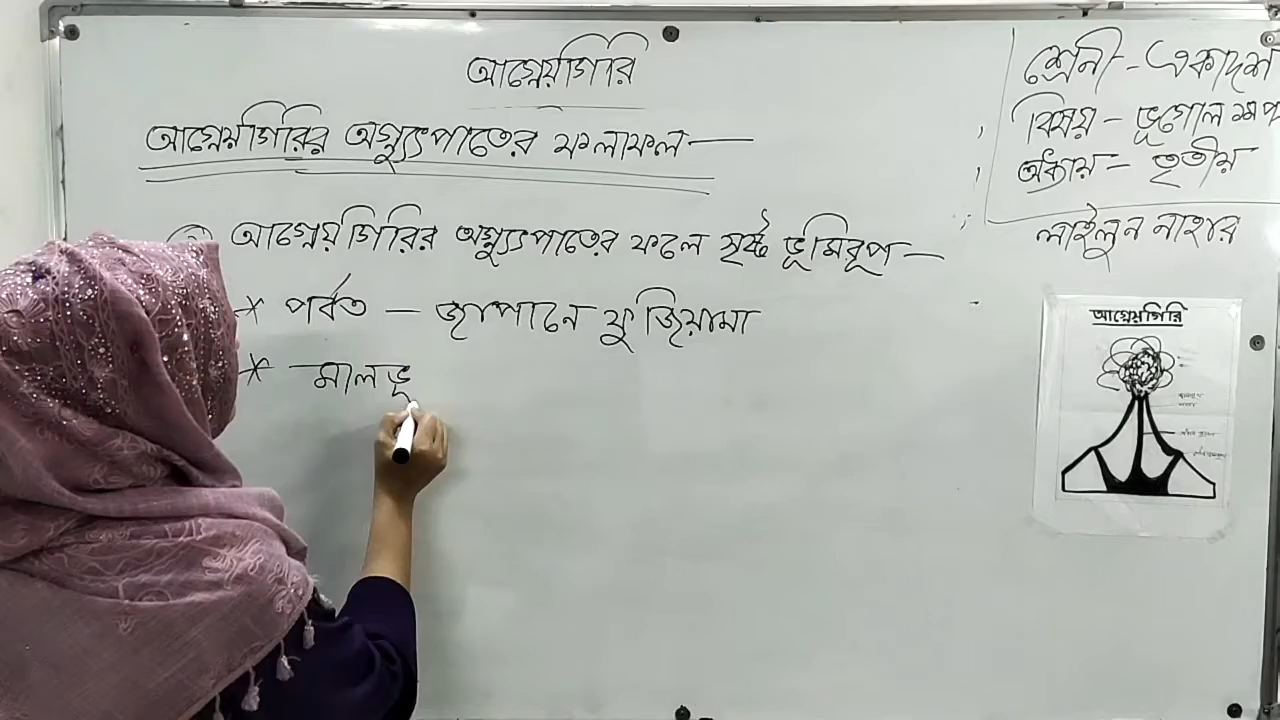 আগ্নেয়গিরি
আগ্নেয়গিরির অগ্ন্যুৎপাতের ফলাফল —
আগ্নেয়গিরির অগ্ন্যুৎপাতের ফলে সৃষ্ট ভূমিরূপ —
* পর্বত — জাপানে ফুজিয়ামা
* মালভূ
শ্রেনী - একাদশ
বিষয় - ভূগোল
অধ্যায় - তৃতীয়
লাইলুন নাহার
আগ্নেয়গিরি